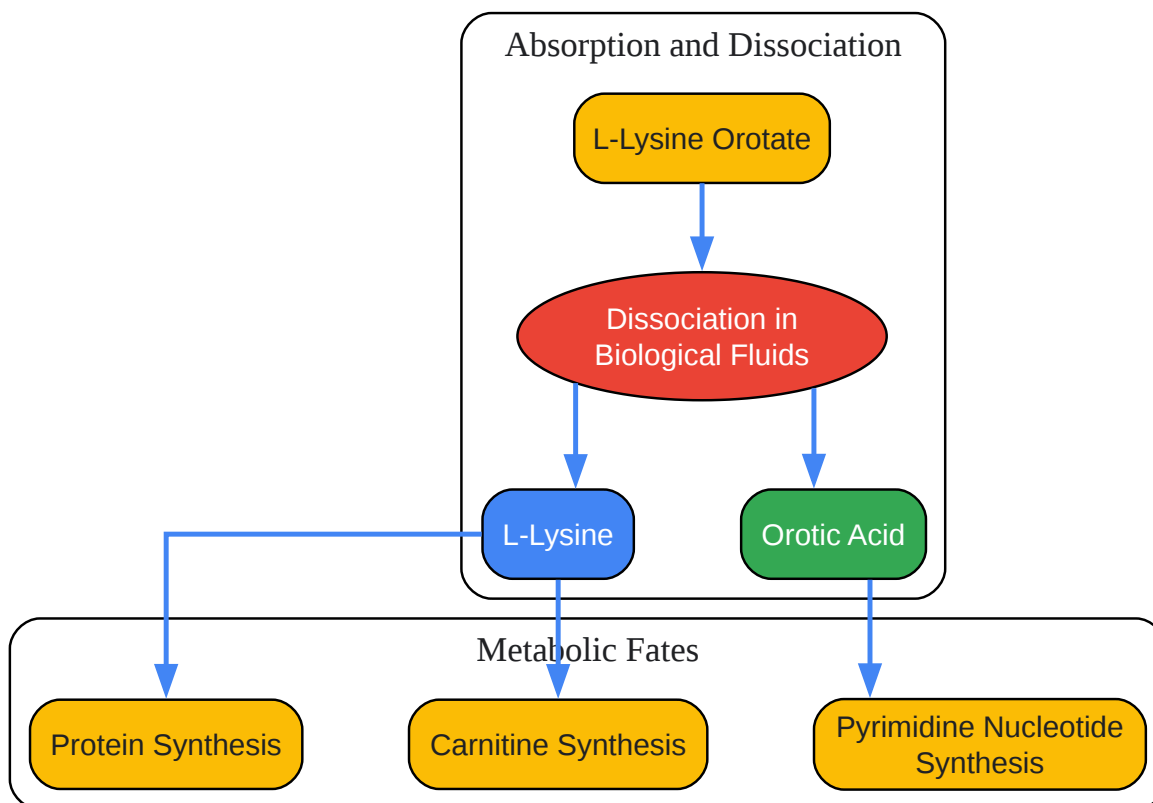 Absorption and Dissociation
L-Lysine Orotate
Dissociation in
Biological Fluids
L-Lysine
Orotic Acid
Metabolic Fates
Protein Synthesis
Carnitine Synthesis
Pyrimidine Nucleotide
Synthesis